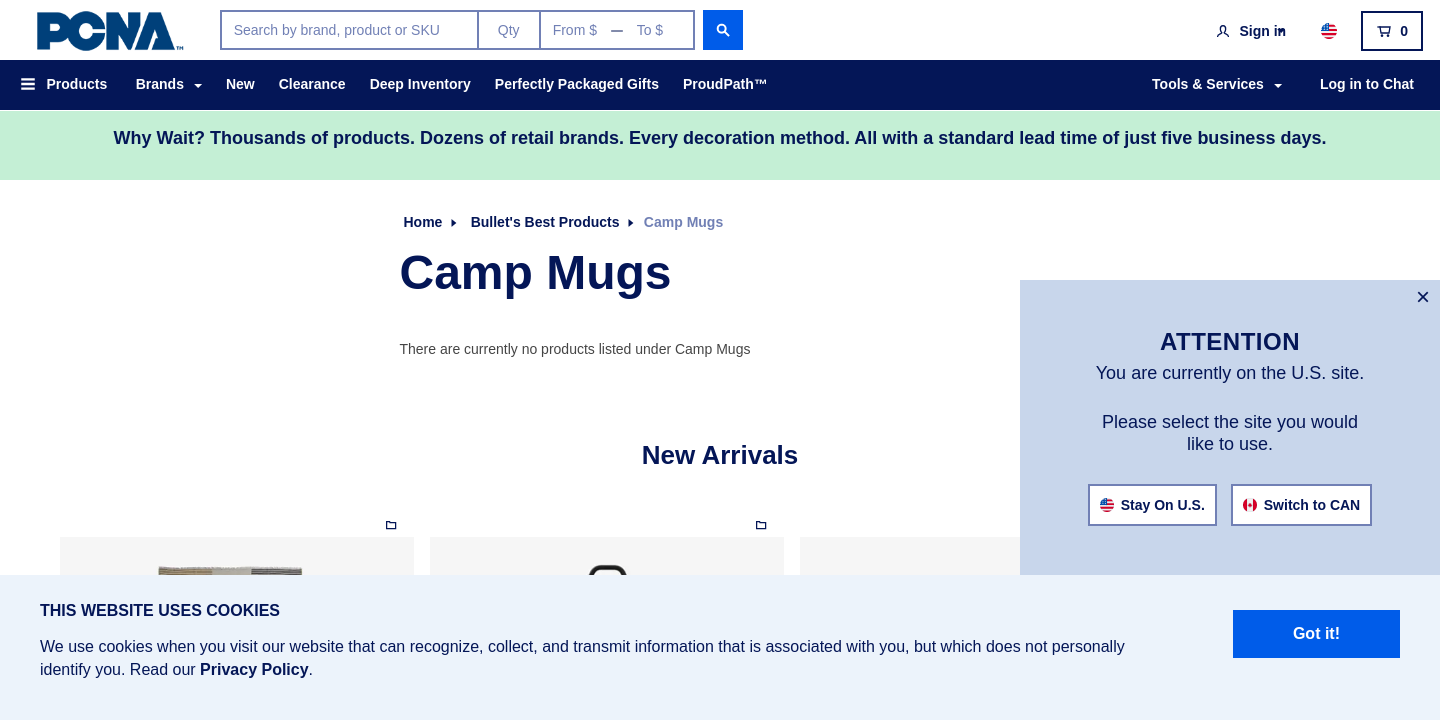 PCNA™
Search by brand, product or SKU
Qty
From $ — To $
Sign in
0
Products
Brands
New
Clearance
Deep Inventory
Perfectly Packaged Gifts
ProudPath™
Tools & Services
Log in to Chat
Why Wait? Thousands of products. Dozens of retail brands. Every decoration method. All with a standard lead time of just five business days.
Home
Bullet's Best Products
Camp Mugs
Camp Mugs
There are currently no products listed under Camp Mugs
New Arrivals
ATTENTION
You are currently on the U.S. site.
Please select the site you would
like to use.
Stay On U.S.
Switch to CAN
THIS WEBSITE USES COOKIES
We use cookies when you visit our website that can recognize, collect, and transmit information that is associated with you, but which does not personally
identify you. Read our Privacy Policy.
Got it!